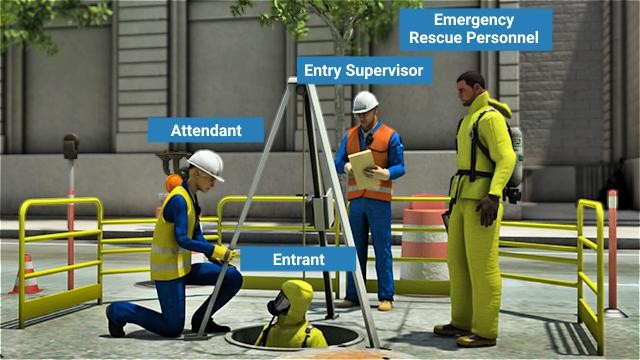 Emergency
Rescue Personnel
Entry Supervisor
Attendant
Entrant